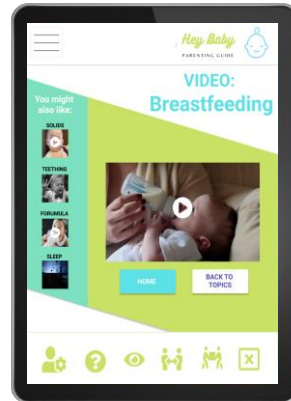 Hey Baby
PARENTING GUIDE
VIDEO:
Breastfeeding
You might
also like:
SOLIDS
TEETHING
FORUMULA
SLEEP
HOME
BACK TO
TOPICS